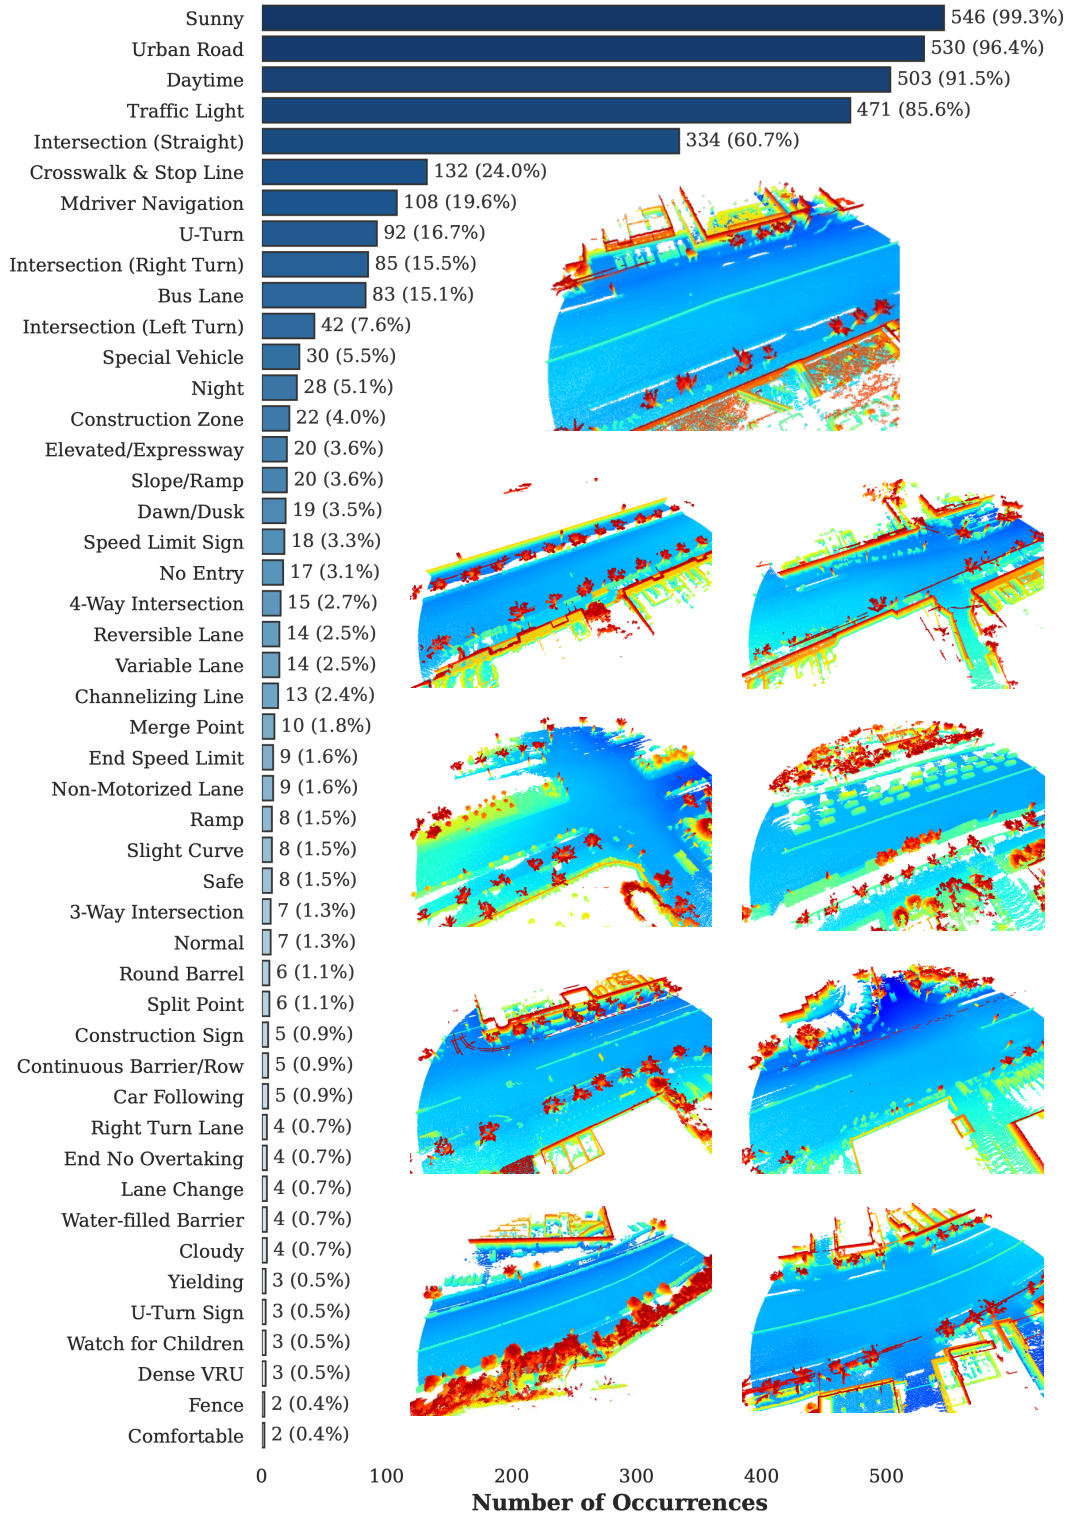 Sunny 546 (99.3%)
Urban Road 530 (96.4%)
Daytime 503 (91.5%)
Traffic Light 471 (85.6%)
Intersection (Straight) 334 (60.7%)
Crosswalk & Stop Line 132 (24.0%)
Mdriver Navigation 108 (19.6%)
U-Turn 92 (16.7%)
Intersection (Right Turn) 85 (15.5%)
Bus Lane 83 (15.1%)
Intersection (Left Turn) 42 (7.6%)
Special Vehicle 30 (5.5%)
Night 28 (5.1%)
Construction Zone 22 (4.0%)
Elevated/Expressway 20 (3.6%)
Slope/Ramp 20 (3.6%)
Dawn/Dusk 19 (3.5%)
Speed Limit Sign 18 (3.3%)
No Entry 17 (3.1%)
4-Way Intersection 15 (2.7%)
Reversible Lane 14 (2.5%)
Variable Lane 14 (2.5%)
Channelizing Line 13 (2.4%)
Merge Point 10 (1.8%)
End Speed Limit 9 (1.6%)
Non-Motorized Lane 9 (1.6%)
Ramp 8 (1.5%)
Slight Curve 8 (1.5%)
Safe 8 (1.5%)
3-Way Intersection 7 (1.3%)
Normal 7 (1.3%)
Round Barrel 6 (1.1%)
Split Point 6 (1.1%)
Construction Sign 5 (0.9%)
Continuous Barrier/Row 5 (0.9%)
Car Following 5 (0.9%)
Right Turn Lane 4 (0.7%)
End No Overtaking 4 (0.7%)
Lane Change 4 (0.7%)
Water-filled Barrier 4 (0.7%)
Cloudy 4 (0.7%)
Yielding 3 (0.5%)
U-Turn Sign 3 (0.5%)
Watch for Children 3 (0.5%)
Dense VRU 3 (0.5%)
Fence 2 (0.4%)
Comfortable 2 (0.4%)
0 100 200 300 400 500
Number of Occurrences